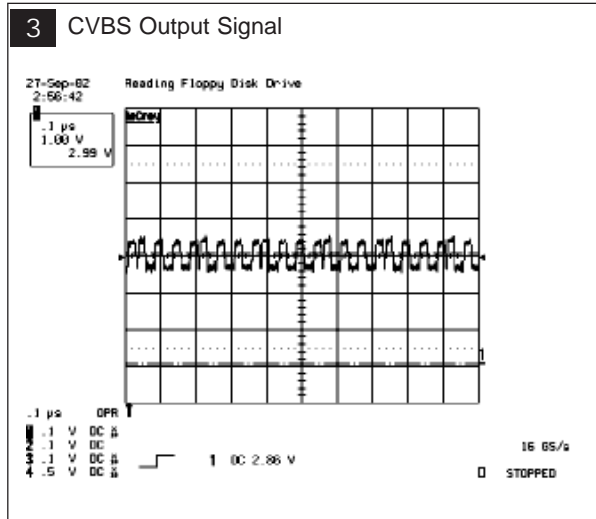 3 CVBS Output Signal
27-Sep-02 Reading Floppy Disk Drive
2:56:42
LeCroy
.1 µs
1.00 V
2.99 V
1
.1 µs OPR
1 .1 V DC
2 .1 V DC
3 .1 V DC
4 .5 V DC
1 DC 2.86 V
16 GS/s
STOPPED